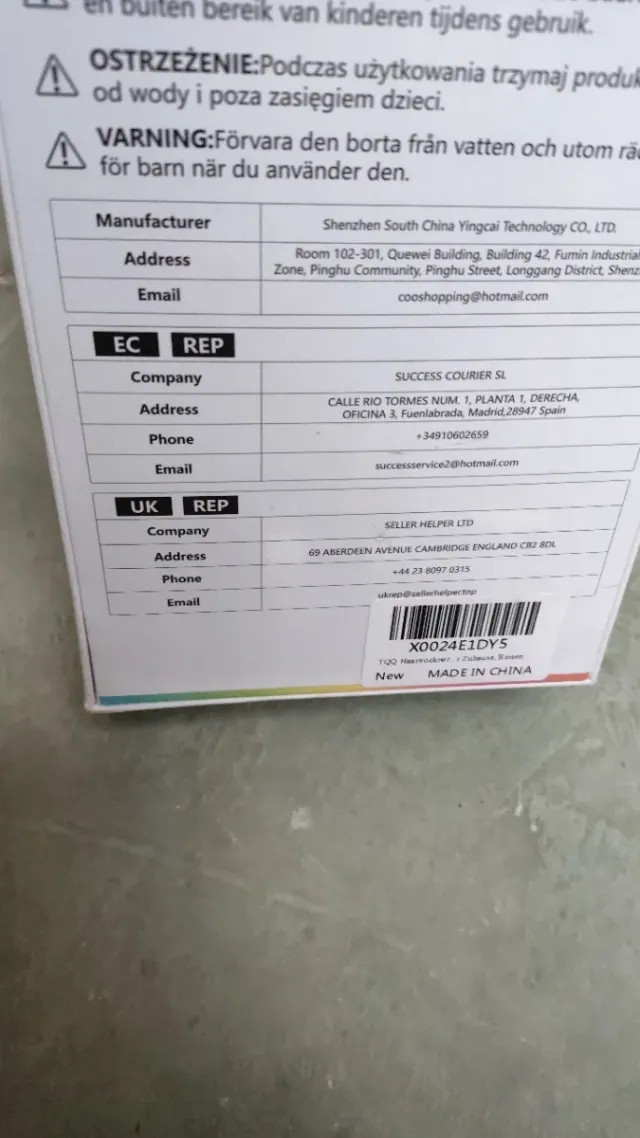 en buiten bereik van kinderen tijdens gebruik.
OSTRZEŻENIE:Podczas użytkowania trzymaj produk
od wody i poza zasięgiem dzieci.
VARNING:Förvara den borta från vatten och utom räc
för barn när du använder den.
Manufacturer Shenzhen South China Yingcai Technology CO., LTD.
Address Room 102-301, Quewei Building, Building 42, Fumin Industrial
Zone, Pinghu Community, Pinghu Street, Longgang District, Shenz
Email cooshopping@hotmail.com
EC REP
Company SUCCESS COURIER SL
Address CALLE RIO TORMES NUM. 1, PLANTA 1, DERECHA,
OFICINA 3, Fuenlabrada, Madrid,28947 Spain
Phone +34910602659
Email successservice2@hotmail.com
UK REP
Company SELLER HELPER LTD
Address 69 ABERDEEN AVENUE CAMBRIDGE ENGLAND CB2 8DL
Phone +44 23 8097 0315
Email ukrep@sellerhelper.top
X0024E1DY5
TQQ Haartrockner, Zuhause, Reisen
New MADE IN CHINA